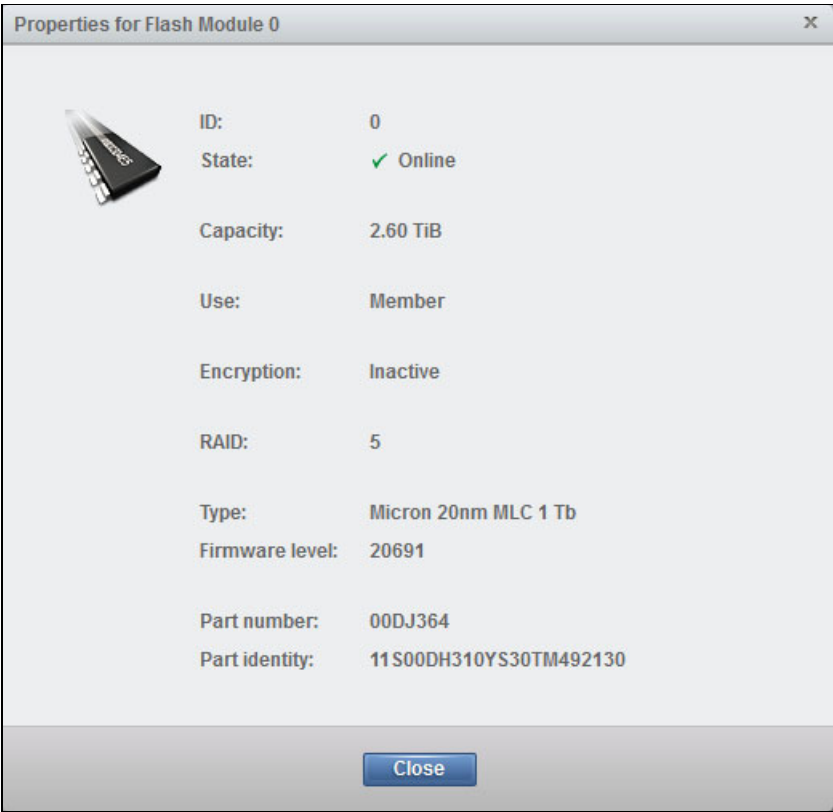 Properties for Flash Module 0 x
ID: 0
State: Online
Capacity: 2.60 TiB
Use: Member
Encryption: Inactive
RAID: 5
Type: Micron 20nm MLC 1 Tb
Firmware level: 20691
Part number: 00DJ364
Part identity: 11S00DH310YS30TM492130
Close